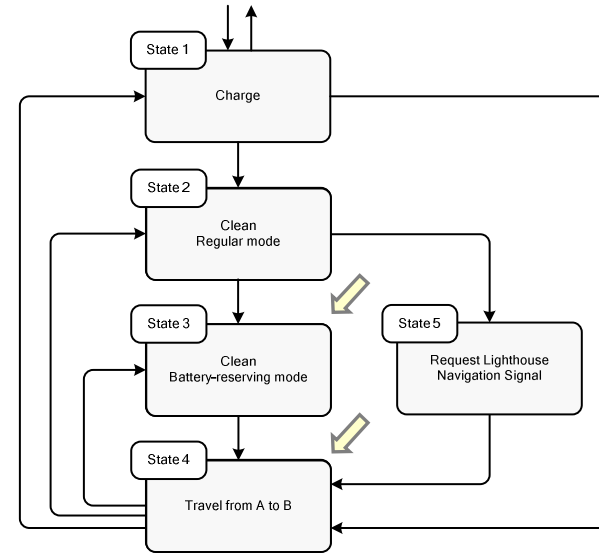 State 1
Charge
State 2
Clean
Regular mode
State 3
Clean
Battery-reserving mode
State 5
Request Lighthouse
Navigation Signal
State 4
Travel from A to B